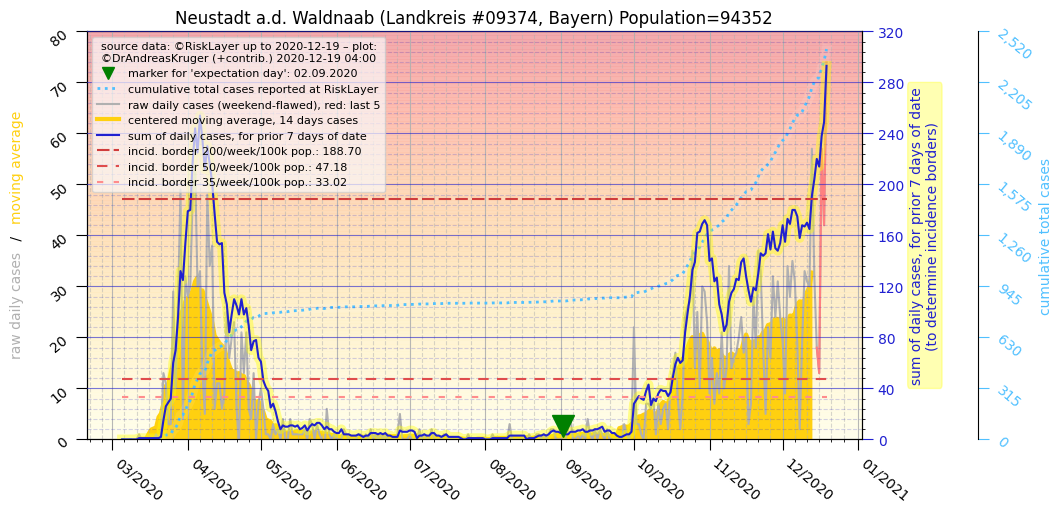 Neustadt a.d. Waldnaab (Landkreis #09374, Bayern) Population=94352
source data: ©RiskLayer up to 2020-12-19 – plot:
©DrAndreasKruger (+contrib.) 2020-12-19 04:00
marker for 'expectation day': 02.09.2020
cumulative total cases reported at RiskLayer
raw daily cases (weekend-flawed), red: last 5
centered moving average, 14 days cases
sum of daily cases, for prior 7 days of date
incid. border 200/week/100k pop.: 188.70
incid. border 50/week/100k pop.: 47.18
incid. border 35/week/100k pop.: 33.02
raw daily cases / moving average
80
70
60
50
40
30
20
10
0
320
280
240
200
160
120
80
40
0
sum of daily cases, for prior 7 days of date
(to determine incidence borders)
2,520
2,205
1,890
1,575
1,260
945
630
315
0
cumulative total cases
03/2020
04/2020
05/2020
06/2020
07/2020
08/2020
09/2020
10/2020
11/2020
12/2020
01/2021